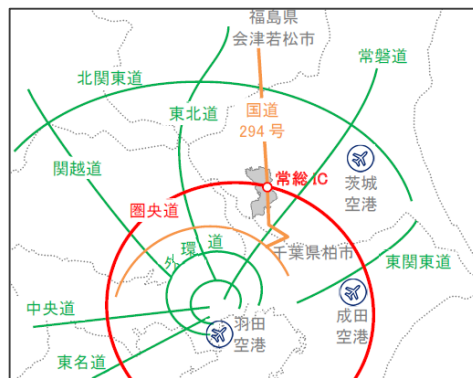 福島県
会津若松市
常磐道
北関東道
東北道
国道
294 号
関越道
常総IC
茨城
空港
圏央道
外環道
千葉県柏市
東関東道
中央道
羽田
空港
成田
空港
東名道